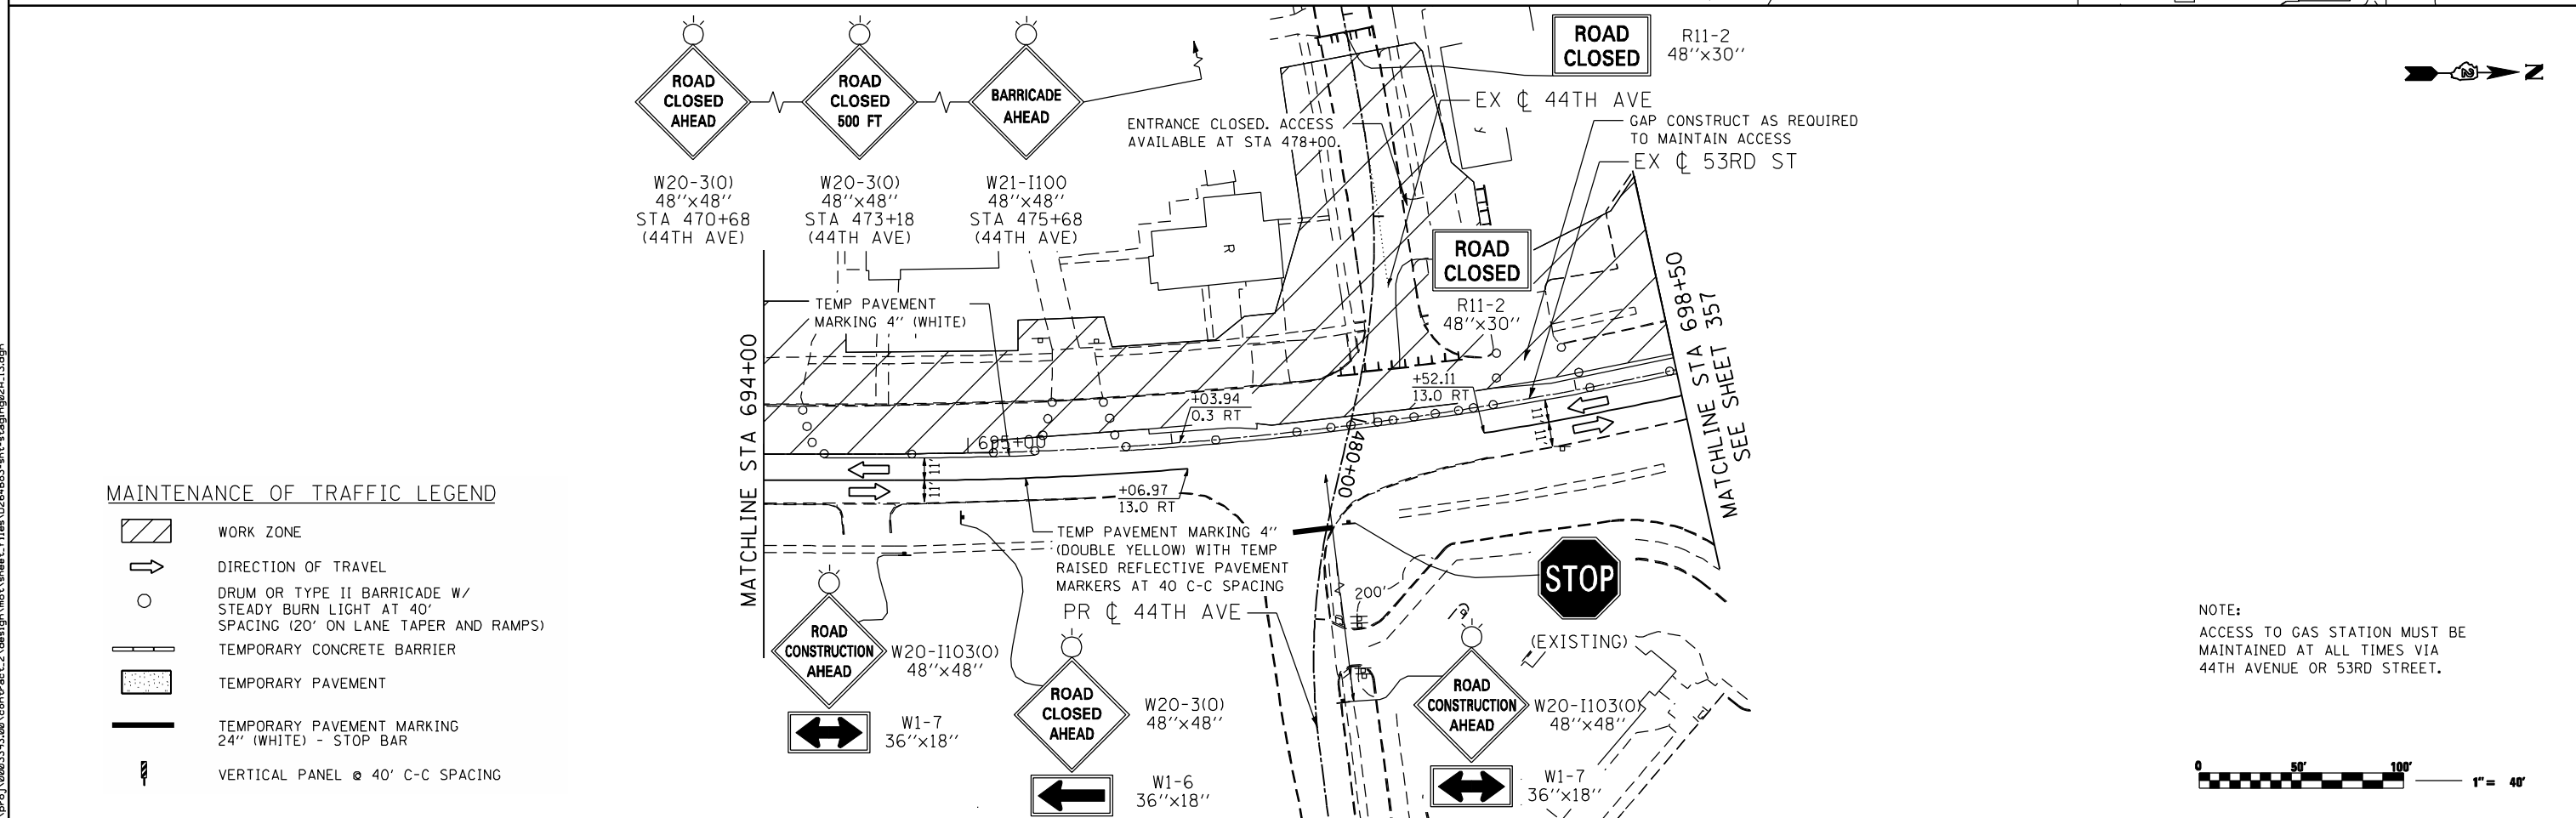 ROAD
CLOSED
AHEAD
W20-3(O)
48''x48''
STA 470+68
(44TH AVE)
ROAD
CLOSED
500 FT
W20-3(O)
48''x48''
STA 473+18
(44TH AVE)
BARRICADE
AHEAD
W21-I100
48''x48''
STA 475+68
(44TH AVE)
ROAD
CLOSED
R11-2
48''x30''
N
EX ℄ 44TH AVE
ENTRANCE CLOSED. ACCESS
AVAILABLE AT STA 478+00.
GAP CONSTRUCT AS REQUIRED
TO MAINTAIN ACCESS
EX ℄ 53RD ST
R
ROAD
CLOSED
R11-2
48''x30''
TEMP PAVEMENT
MARKING 4'' (WHITE)
MATCHLINE STA 694+00
MATCHLINE STA 698+50
SEE SHEET 357
+52.11
13.0 RT
+03.94
0.3 RT
695+00
480+00
11'
11'
11'
11'
+06.97
13.0 RT
TEMP PAVEMENT MARKING 4''
(DOUBLE YELLOW) WITH TEMP
RAISED REFLECTIVE PAVEMENT
MARKERS AT 40 C-C SPACING
PR ℄ 44TH AVE
200'
STOP
(EXISTING)
ROAD
CONSTRUCTION
AHEAD
W20-I103(O)
48''x48''
W1-7
36''x18''
ROAD
CLOSED
AHEAD
W20-3(O)
48''x48''
W1-6
36''x18''
ROAD
CONSTRUCTION
AHEAD
W20-I103(O)
48''x48''
W1-7
36''x18''
MAINTENANCE OF TRAFFIC LEGEND
WORK ZONE
DIRECTION OF TRAVEL
DRUM OR TYPE II BARRICADE W/
STEADY BURN LIGHT AT 40'
SPACING (20' ON LANE TAPER AND RAMPS)
TEMPORARY CONCRETE BARRIER
TEMPORARY PAVEMENT
TEMPORARY PAVEMENT MARKING
24'' (WHITE) - STOP BAR
VERTICAL PANEL @ 40' C-C SPACING
NOTE:
ACCESS TO GAS STATION MUST BE
MAINTAINED AT ALL TIMES VIA
44TH AVENUE OR 53RD STREET.
0 50' 100'
1'' = 40'